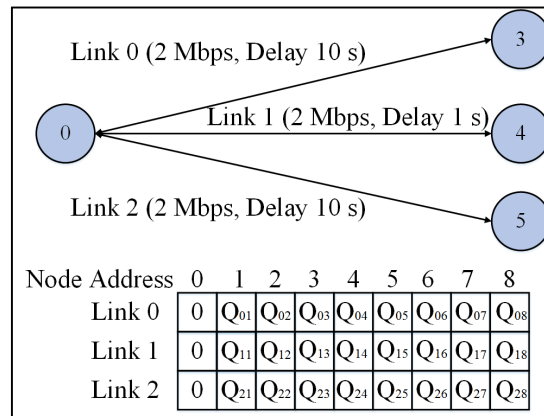 3
Link 0 (2 Mbps, Delay 10 s)
0
Link 1 (2 Mbps, Delay 1 s)
4
Link 2 (2 Mbps, Delay 10 s)
5
Node Address 0 1 2 3 4 5 6 7 8
Link 0 0 Q01 Q02 Q03 Q04 Q05 Q06 Q07 Q08
Link 1 0 Q11 Q12 Q13 Q14 Q15 Q16 Q17 Q18
Link 2 0 Q21 Q22 Q23 Q24 Q25 Q26 Q27 Q28